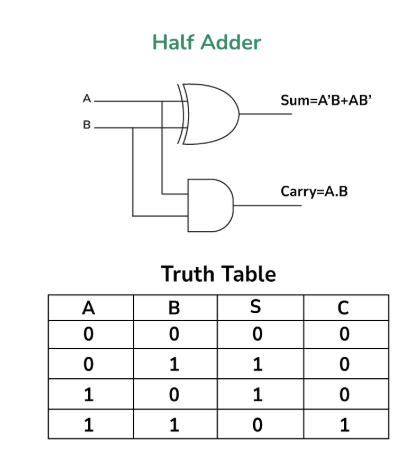 Half Adder
A
Sum=A'B+AB'
B
Carry=A.B
Truth Table
A B S C
0 0 0 0
0 1 1 0
1 0 1 0
1 1 0 1